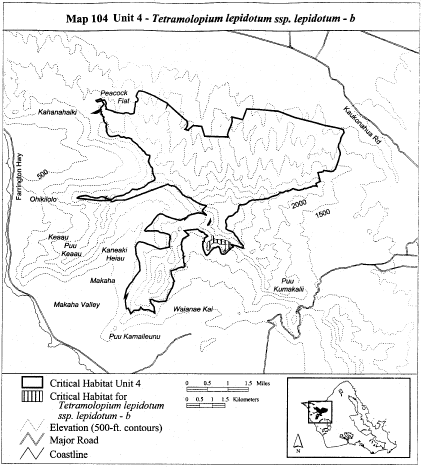 Map 104 Unit 4 - Tetramolopium lepidotum ssp. lepidotum - b
Peacock
Flat
Kahanahaiki
Kaukonahua Rd
Farrington Hwy
500
Ohikilolo
2000
1500
Keaau
Puu
Keaau
Kaneaki
Heiau
Makaha
Puu
Kumakalii
Makaha Valley
Waianae Kai
Puu Kamaileunu
Critical Habitat Unit 4
Critical Habitat for
Tetramolopium lepidotum
ssp. lepidotum - b
Elevation (500-ft. contours)
Major Road
Coastline
0 0.5 1 1.5 Miles
0 0.5 1 1.5 Kilometers
N